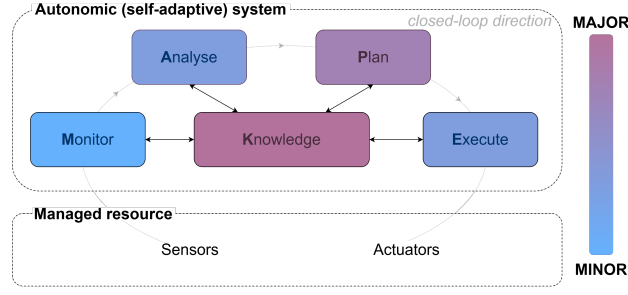 Autonomic (self-adaptive) system
closed-loop direction
MAJOR
Analyse
Plan
Monitor
Knowledge
Execute
Managed resource
Sensors
Actuators
MINOR